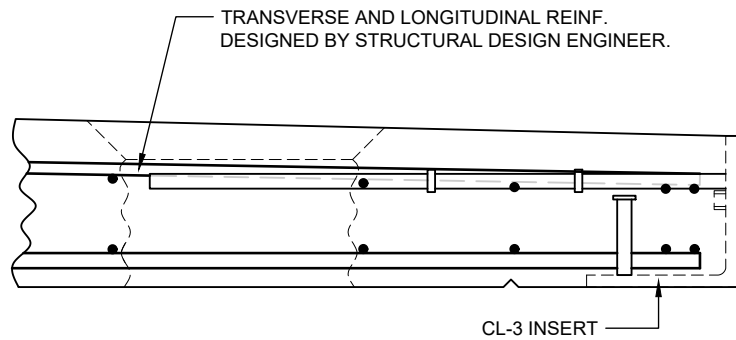 TRANSVERSE AND LONGITUDINAL REINF.
DESIGNED BY STRUCTURAL DESIGN ENGINEER.
CL-3 INSERT